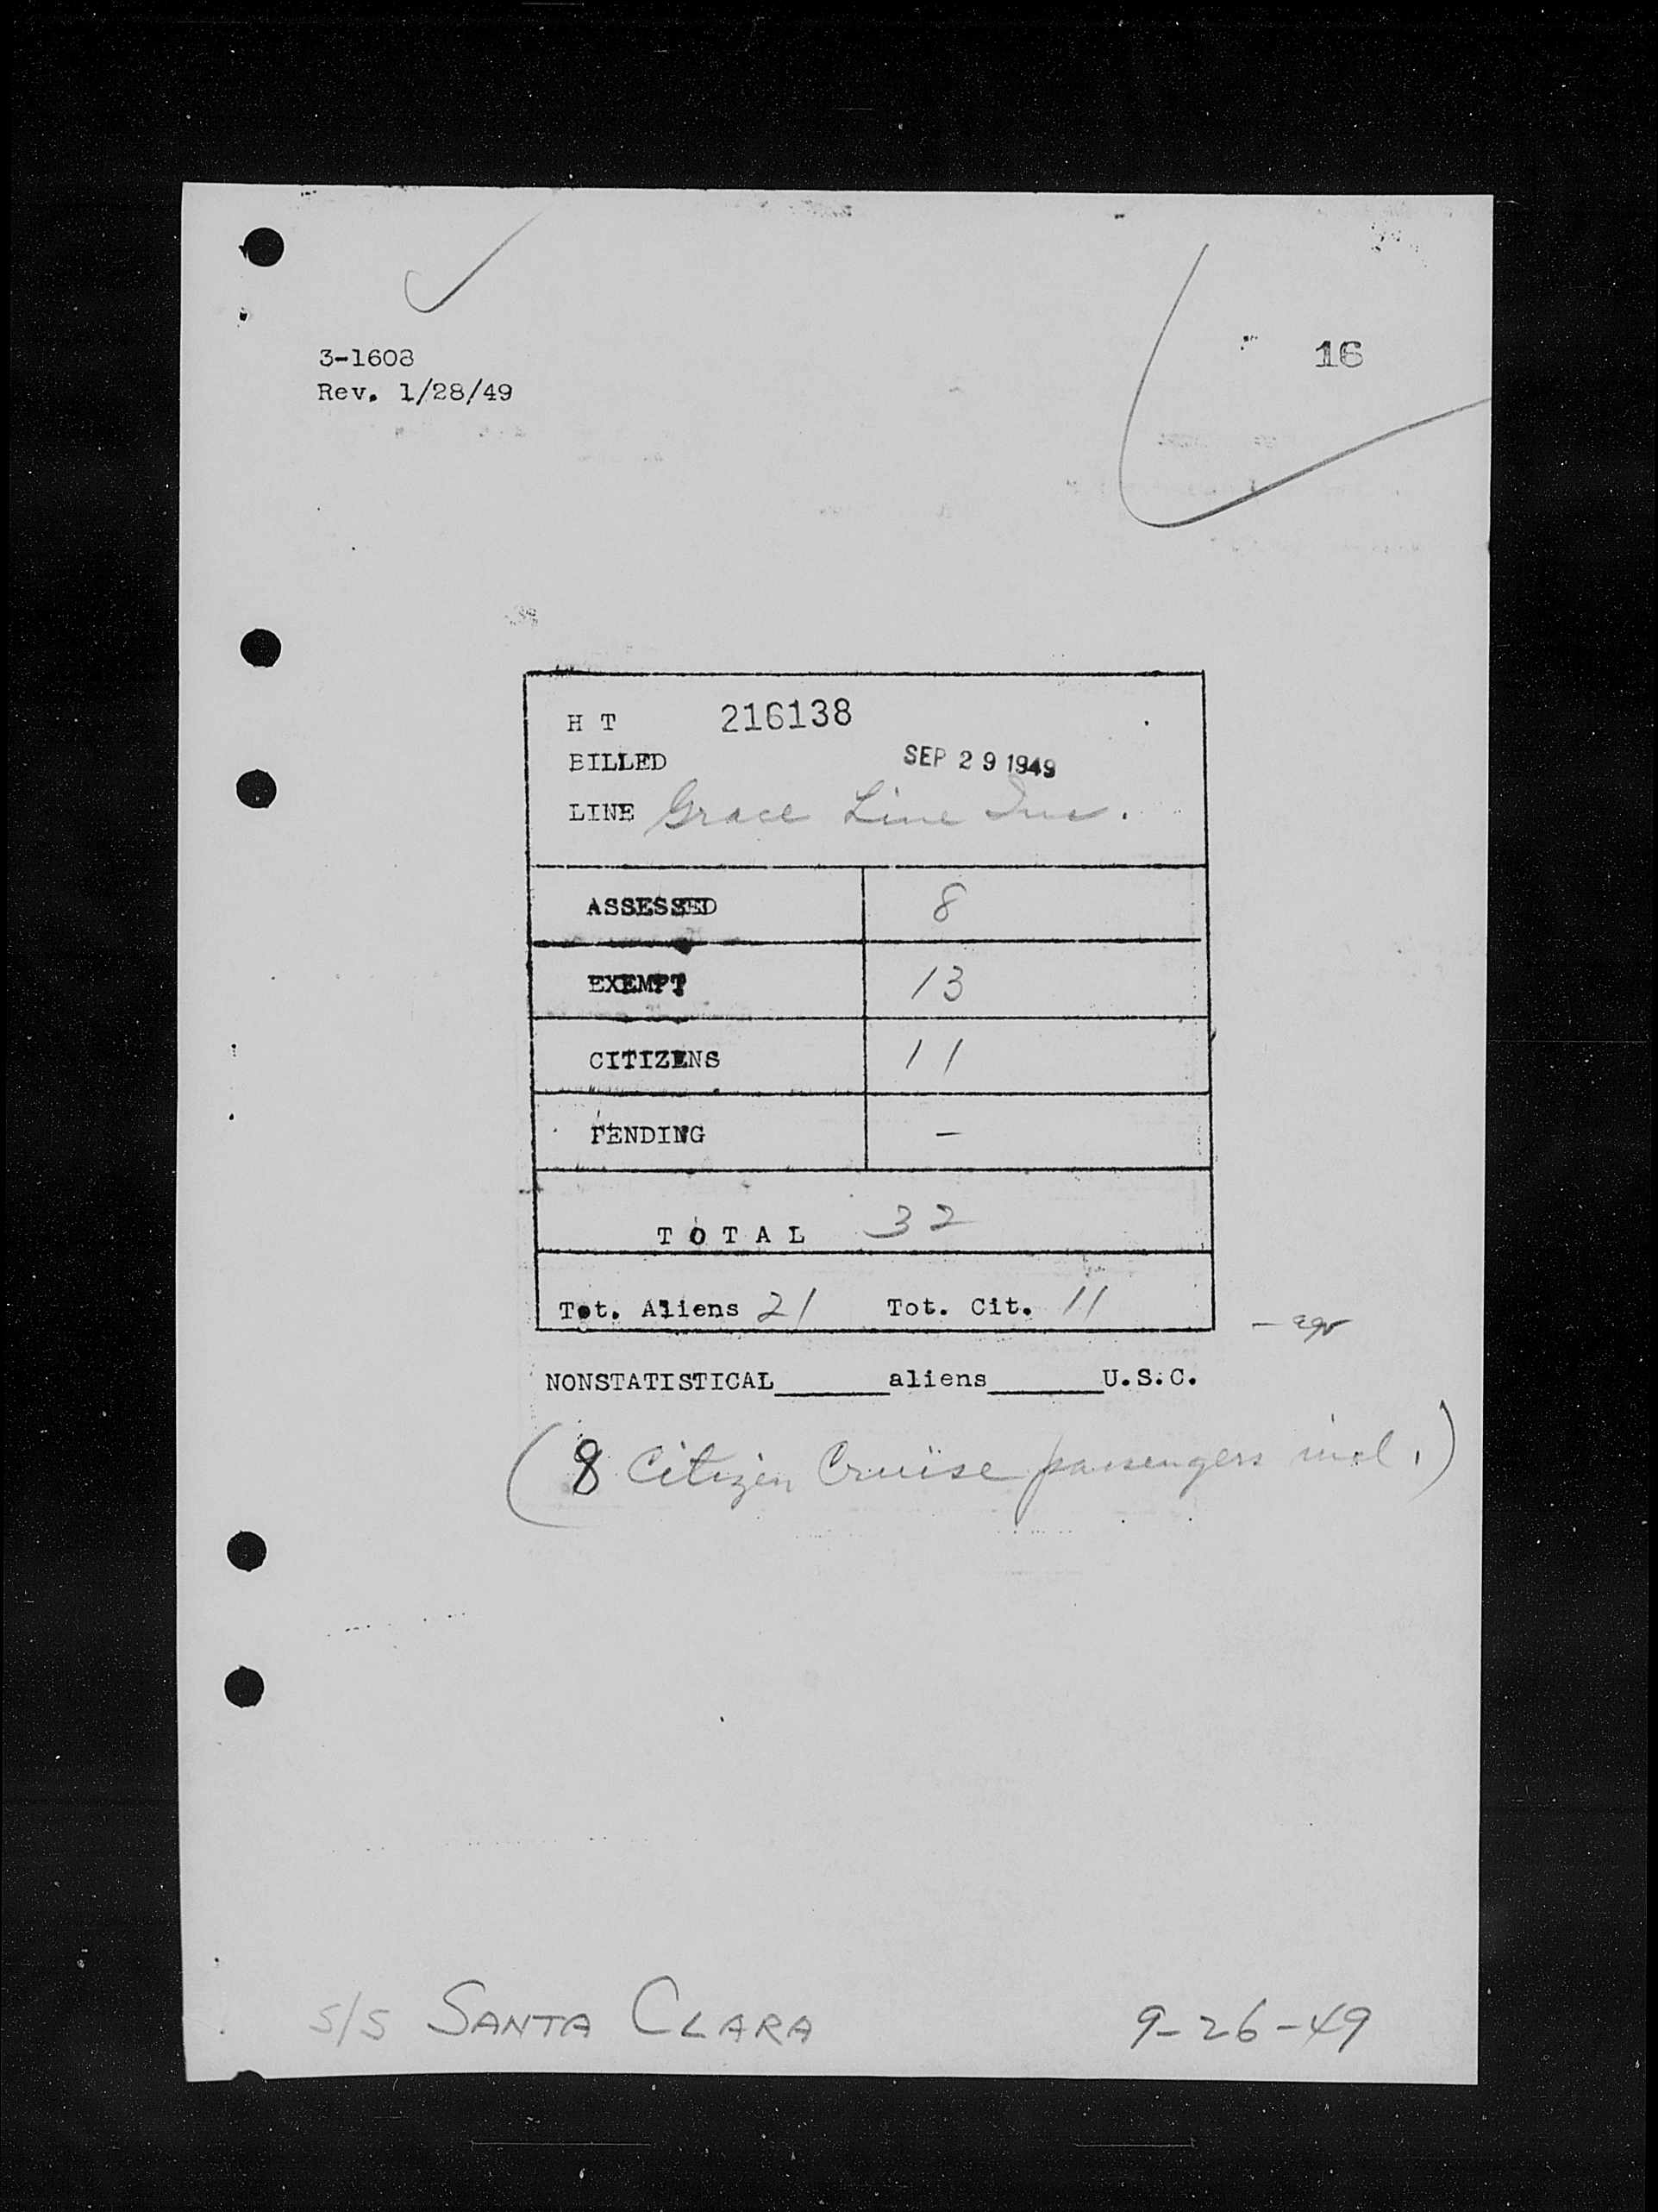 3-1608
Rev. 1/28/49
16
H T 216138
BILLED SEP 29 1949
LINE Grace Line Inc.
ASSESSED 8
EXEMPT 13
CITIZENS 11
PENDING –
TOTAL 32
Tot. Aliens 21 Tot. Cit. 11
NONSTATISTICAL______aliens______U.S.C.
(8 Citizen Cruise passengers incl.)
S/S SANTA CLARA 9-26-49